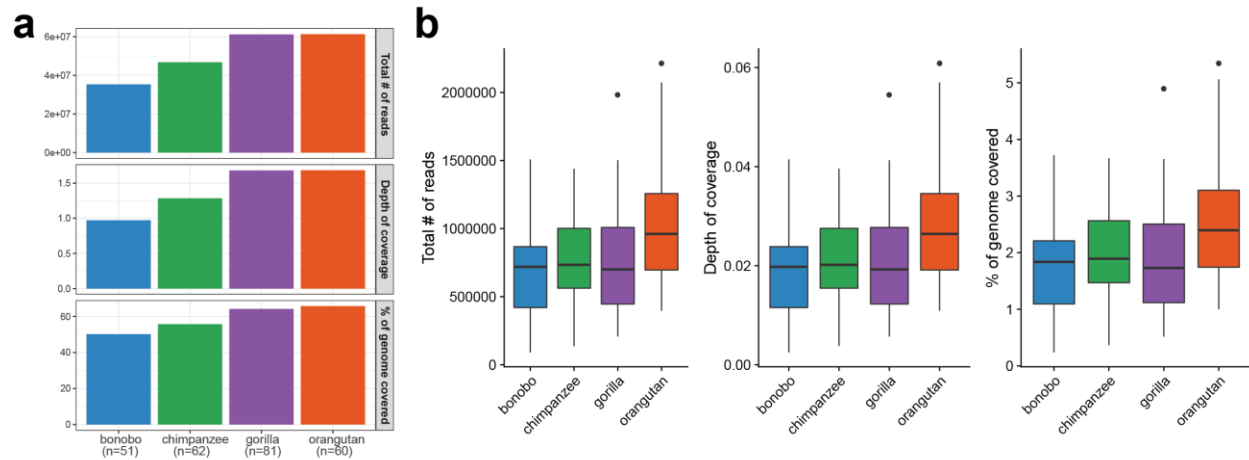 a
6e+07
4e+07
2e+07
0e+00
Total # of reads
1.5
1.0
0.5
0.0
Depth of coverage
60
40
20
0
% of genome covered
bonobo chimpanzee gorilla orangutan
(n=51) (n=62) (n=81) (n=60)
b
Total # of reads
2000000
1500000
1000000
500000
0
bonobo
chimpanzee
gorilla
orangutan
Depth of coverage
0.06
0.04
0.02
0.00
bonobo
chimpanzee
gorilla
orangutan
% of genome covered
5
4
3
2
1
0
bonobo
chimpanzee
gorilla
orangutan